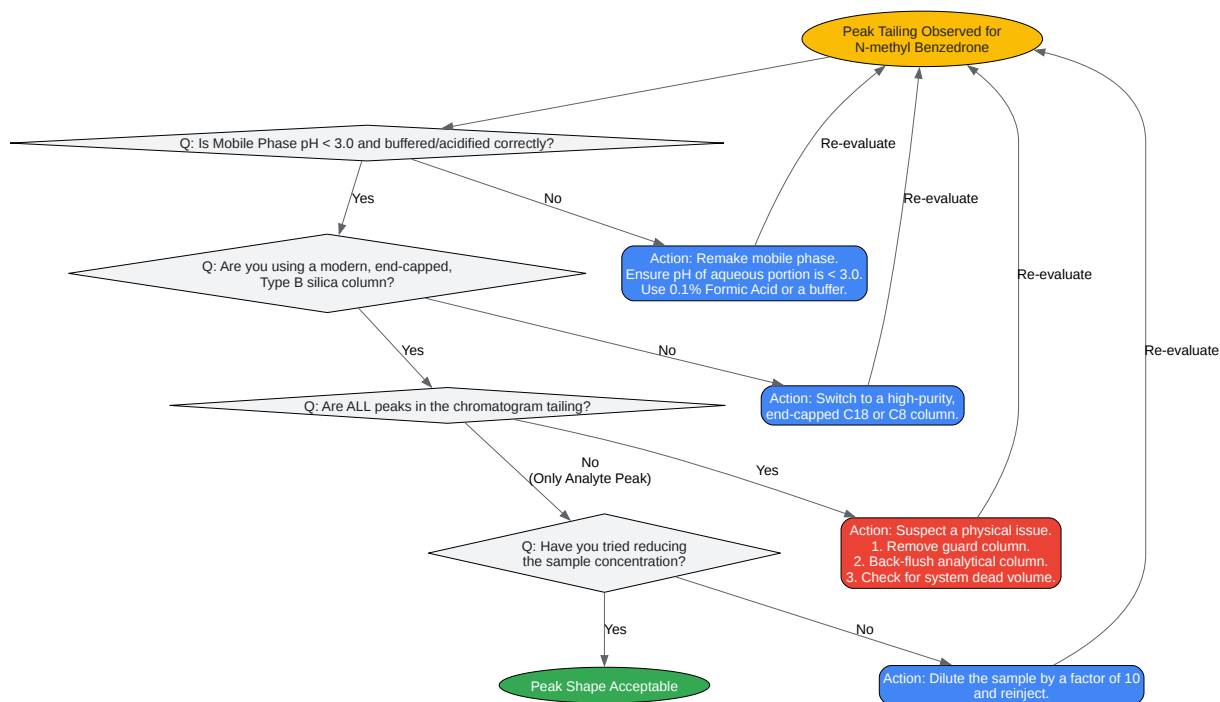 Peak Tailing Observed for
N-methyl Benzedrone
Q: Is Mobile Phase pH < 3.0 and buffered/acidified correctly?
Re-evaluate
Yes
No
Re-evaluate
Action: Remake mobile phase.
Ensure pH of aqueous portion is < 3.0.
Use 0.1% Formic Acid or a buffer.
Q: Are you using a modern, end-capped,
Type B silica column?
Re-evaluate
Yes
No
Re-evaluate
Action: Switch to a high-purity,
end-capped C18 or C8 column.
Q: Are ALL peaks in the chromatogram tailing?
No
(Only Analyte Peak)
Yes
Action: Suspect a physical issue.
1. Remove guard column.
2. Back-flush analytical column.
3. Check for system dead volume.
Q: Have you tried reducing
the sample concentration?
Yes
No
Peak Shape Acceptable
Action: Dilute the sample by a factor of 10
and reinject.